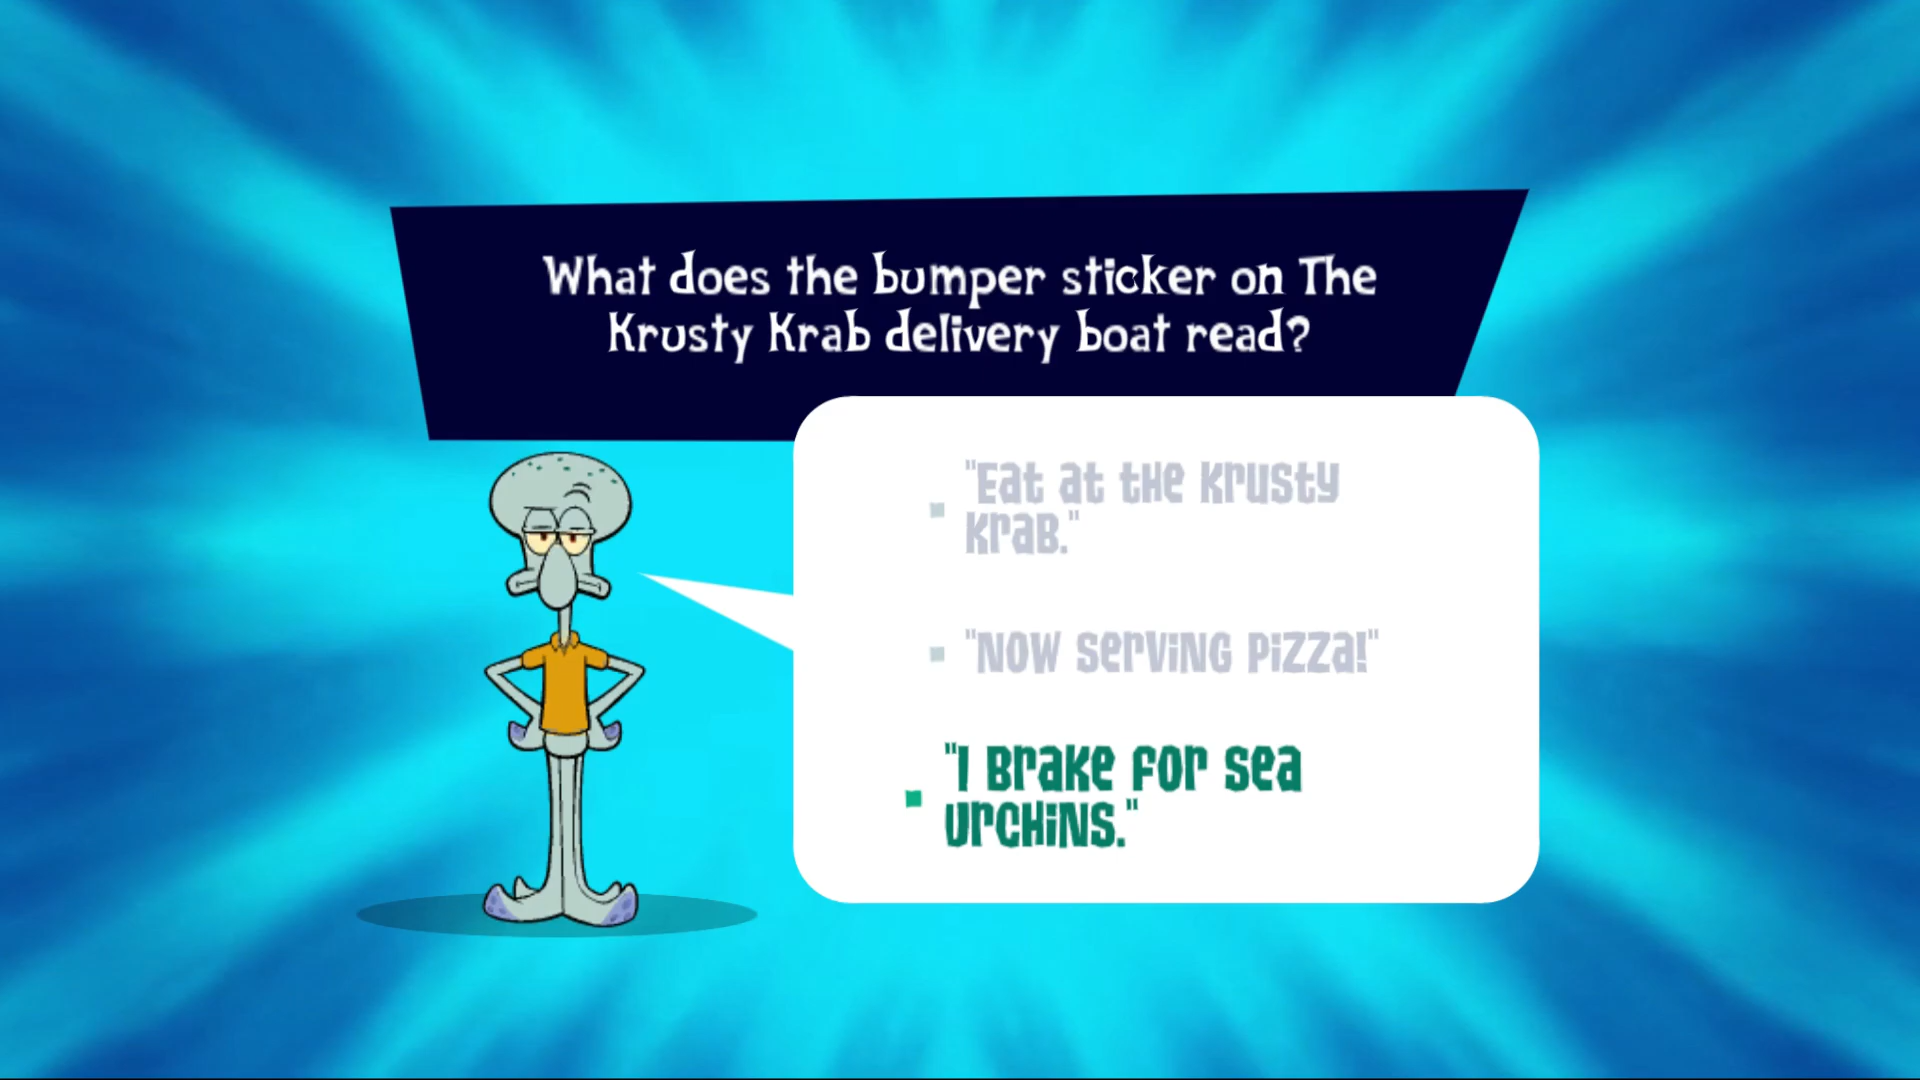 What does the bumper sticker on The
Krusty Krab delivery boat read?
"Eat at the Krusty
Krab."
"Now serving pizza!"
"I brake for sea
urchins."